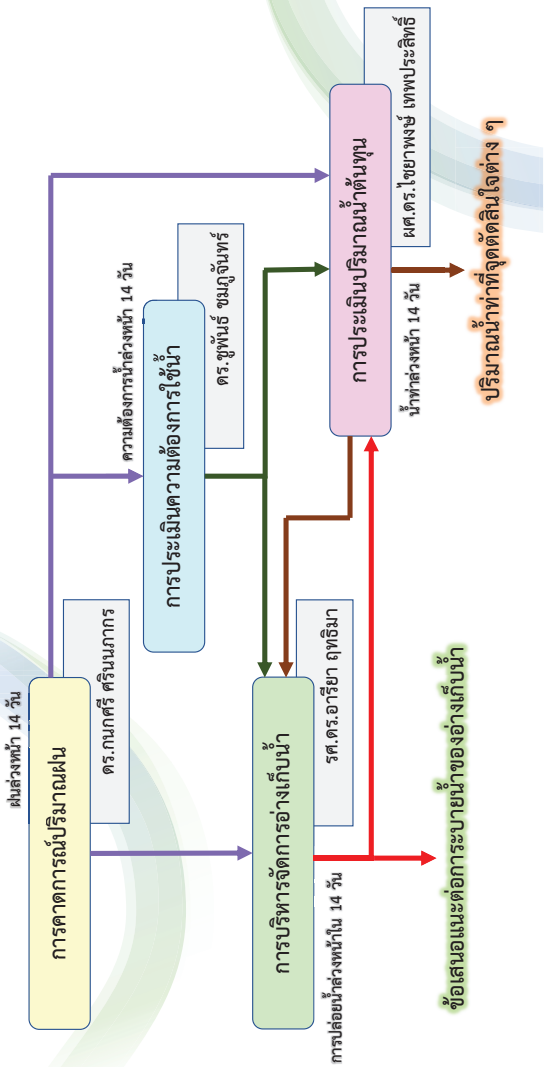 ฝนล่วงหน้า 14 วัน
การคาดการณ์ปริมาณฝน
ดร.กนกศรี ศรินนภากร
ความต้องการน้ำล่วงหน้า 14 วัน
การประเมินความต้องการใช้น้ำ
ดร.ชูพันธ์ ชมภูจันทร์
การบริหารจัดการอ่างเก็บน้ำ
รศ.ดร.อารียา ฤทธิมา
การปล่อยน้ำล่วงหน้าใน 14 วัน
การประเมินปริมาณน้ำต้นทุน
ผศ.ดร.ไชยาพงษ์ เทพประสิทธิ์
น้ำท่าล่วงหน้า 14 วัน
ข้อเสนอแนะต่อการะบายน้ำของอ่างเก็บน้ำ
ปริมาณน้ำท่าที่จุดตัดสินใจต่าง ๆ